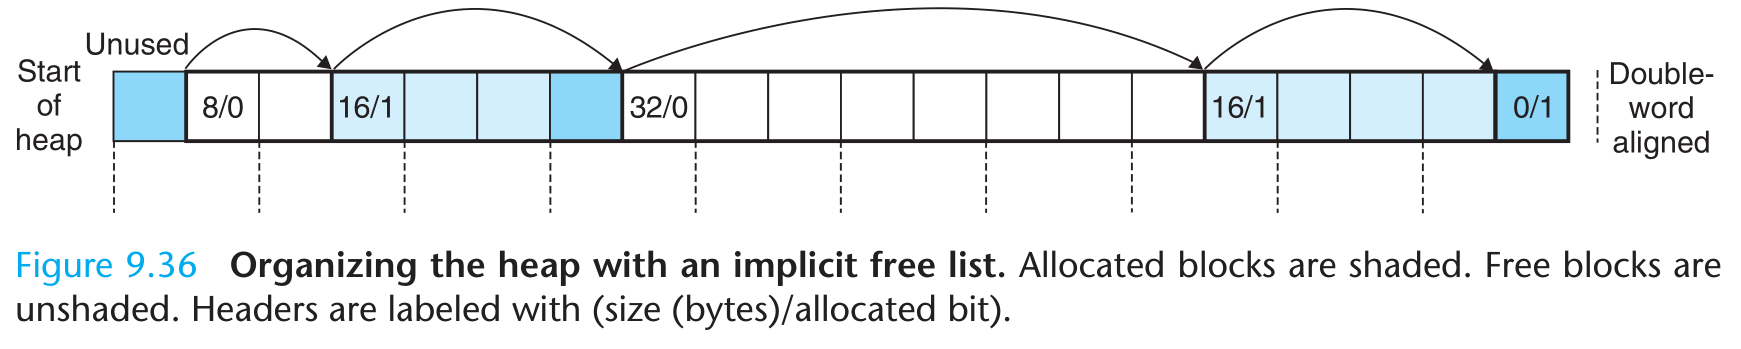 Unused
Start
of
heap
8/0
16/1
32/0
16/1
0/1
Double-
word
aligned
Figure 9.36 Organizing the heap with an implicit free list. Allocated blocks are shaded. Free blocks are
unshaded. Headers are labeled with (size (bytes)/allocated bit).